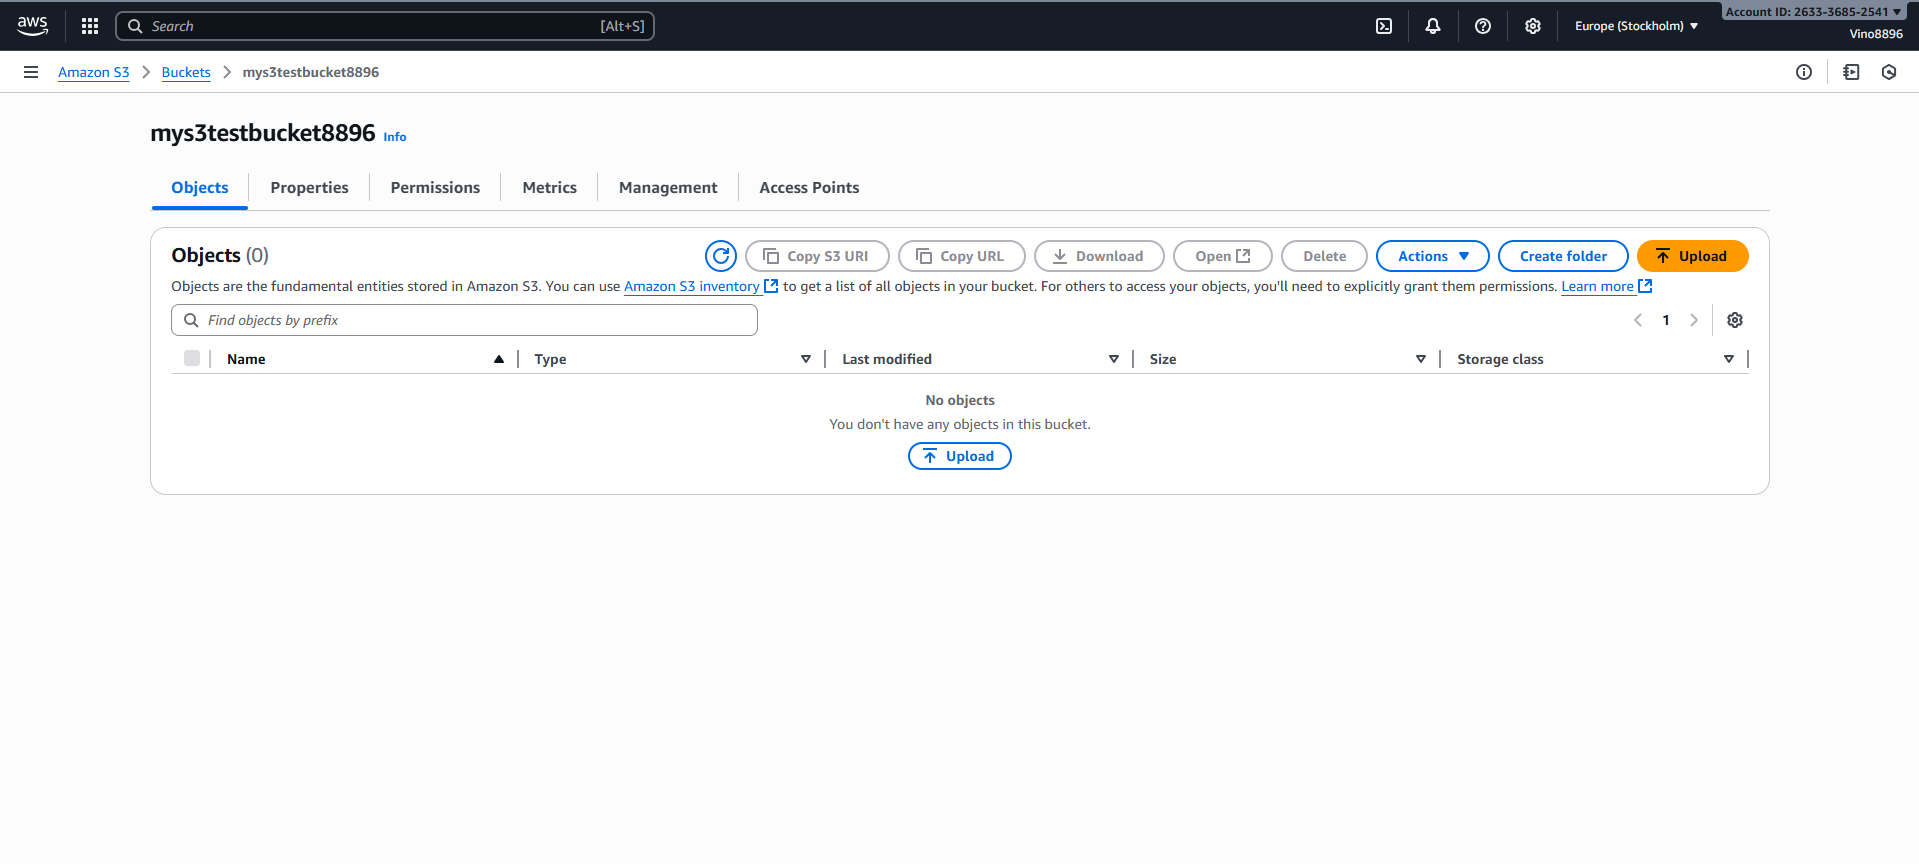 aws
Search [Alt+S]
Europe (Stockholm)
Account ID: 2633-3685-2541
Vino8896
Amazon S3 Buckets mys3testbucket8896
mys3testbucket8896 Info
Objects Properties Permissions Metrics Management Access Points
Objects (0)
Copy S3 URI Copy URL Download Open Delete Actions Create folder Upload
Objects are the fundamental entities stored in Amazon S3. You can use Amazon S3 inventory to get a list of all objects in your bucket. For others to access your objects, you'll need to explicitly grant them permissions. Learn more
Find objects by prefix
1
Name Type Last modified Size Storage class
No objects
You don't have any objects in this bucket.
Upload